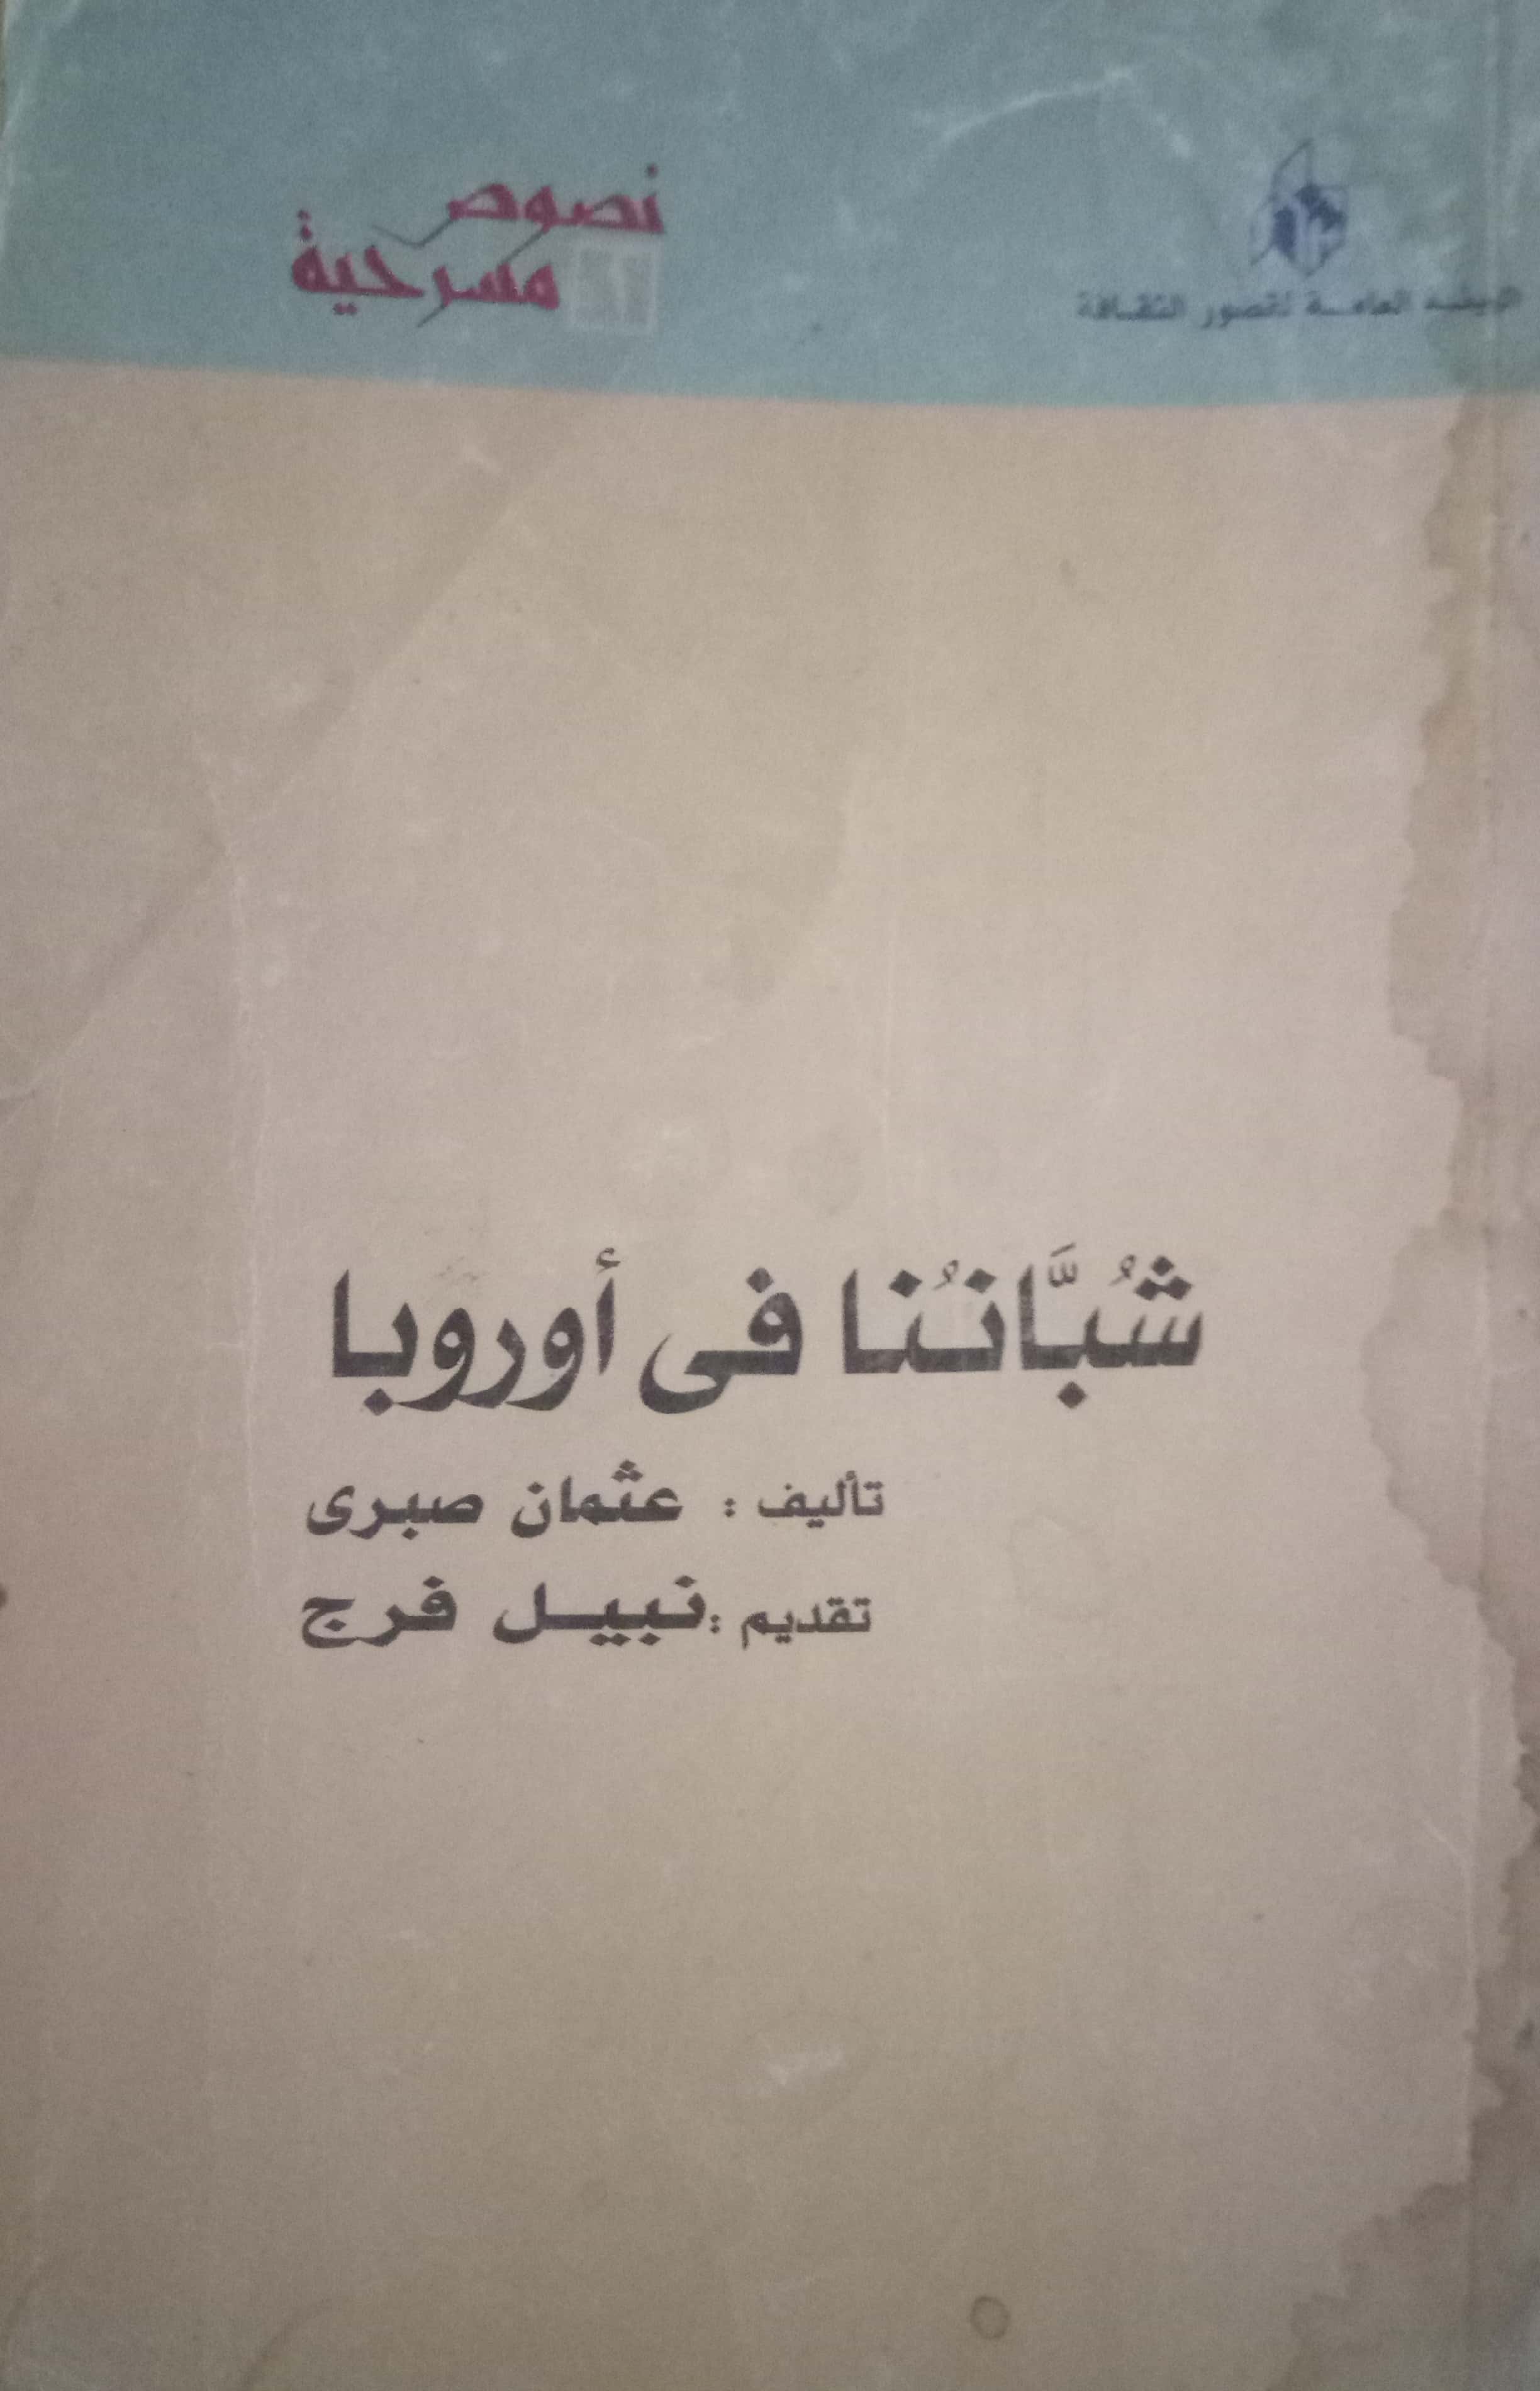 الهيئة العامة لقصور الثقافة
نصوص
مسرحية
شُبَّانُنا فى أوروبا
تأليف : عثمان صبرى
تقديم : نبيل فرج